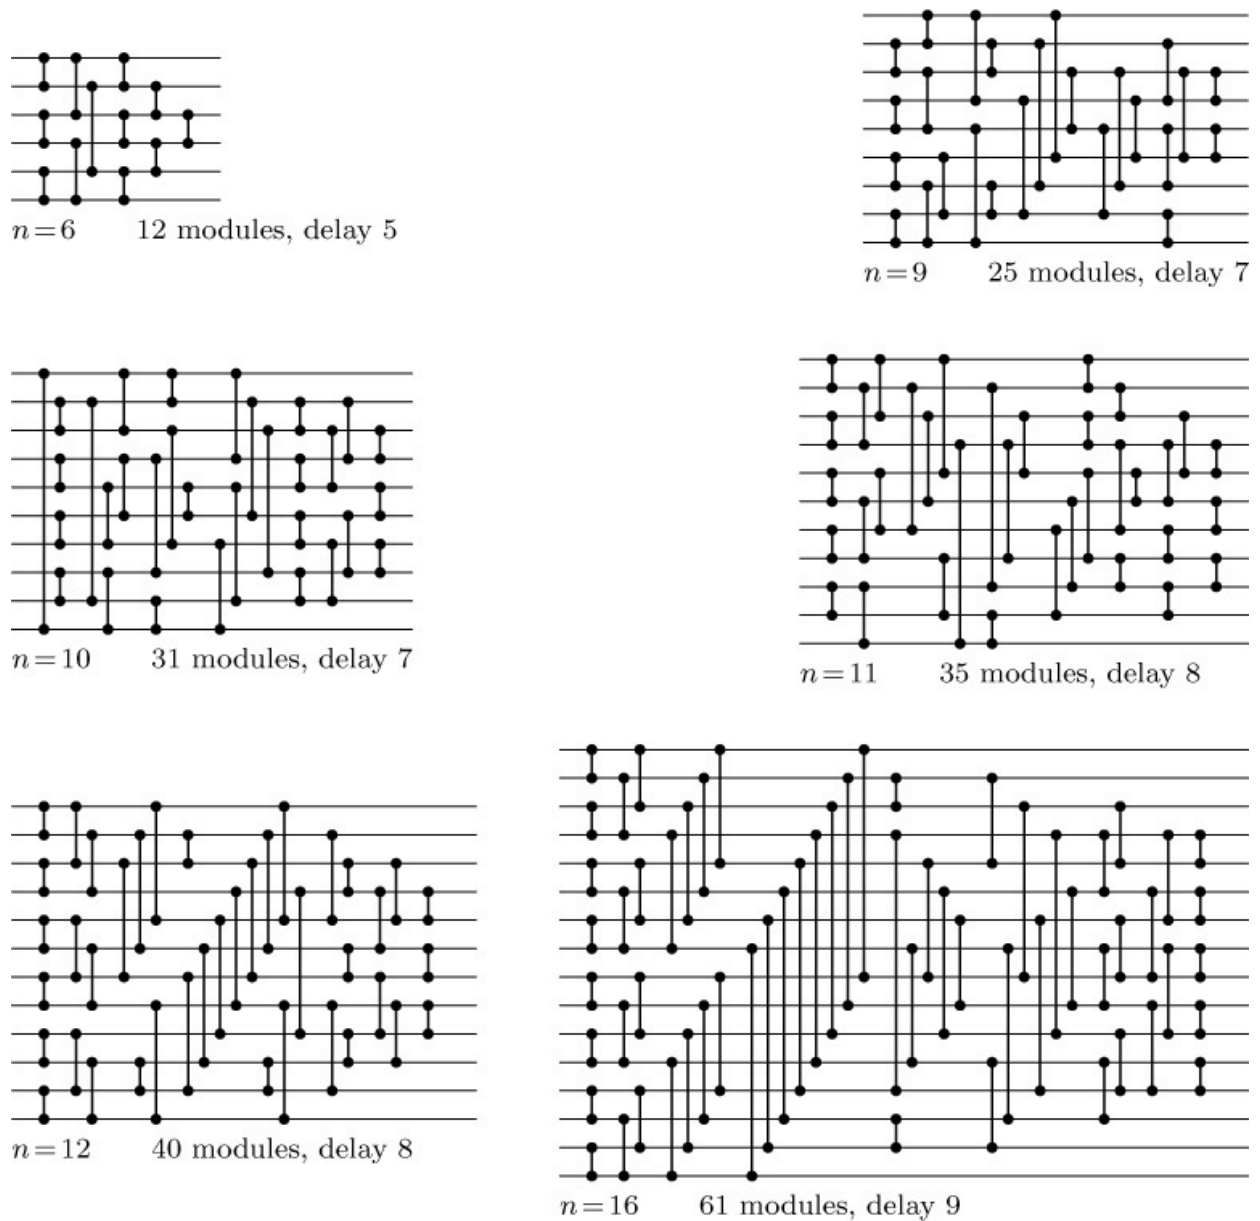 n=6 12 modules, delay 5
n=9 25 modules, delay 7
n=10 31 modules, delay 7
n=11 35 modules, delay 8
n=12 40 modules, delay 8
n=16 61 modules, delay 9